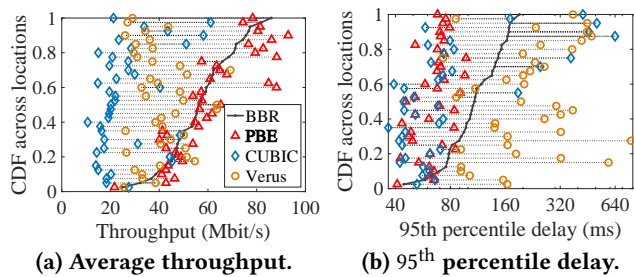 CDF across locations
1
0.8
0.6
0.4
0.2
0
BBR
PBE
CUBIC
Verus
0 20 40 60 80 100
Throughput (Mbit/s)
(a) Average throughput.
CDF across locations
1
0.8
0.6
0.4
0.2
0
40 80 160 320 640
95th percentile delay (ms)
(b) 95th percentile delay.